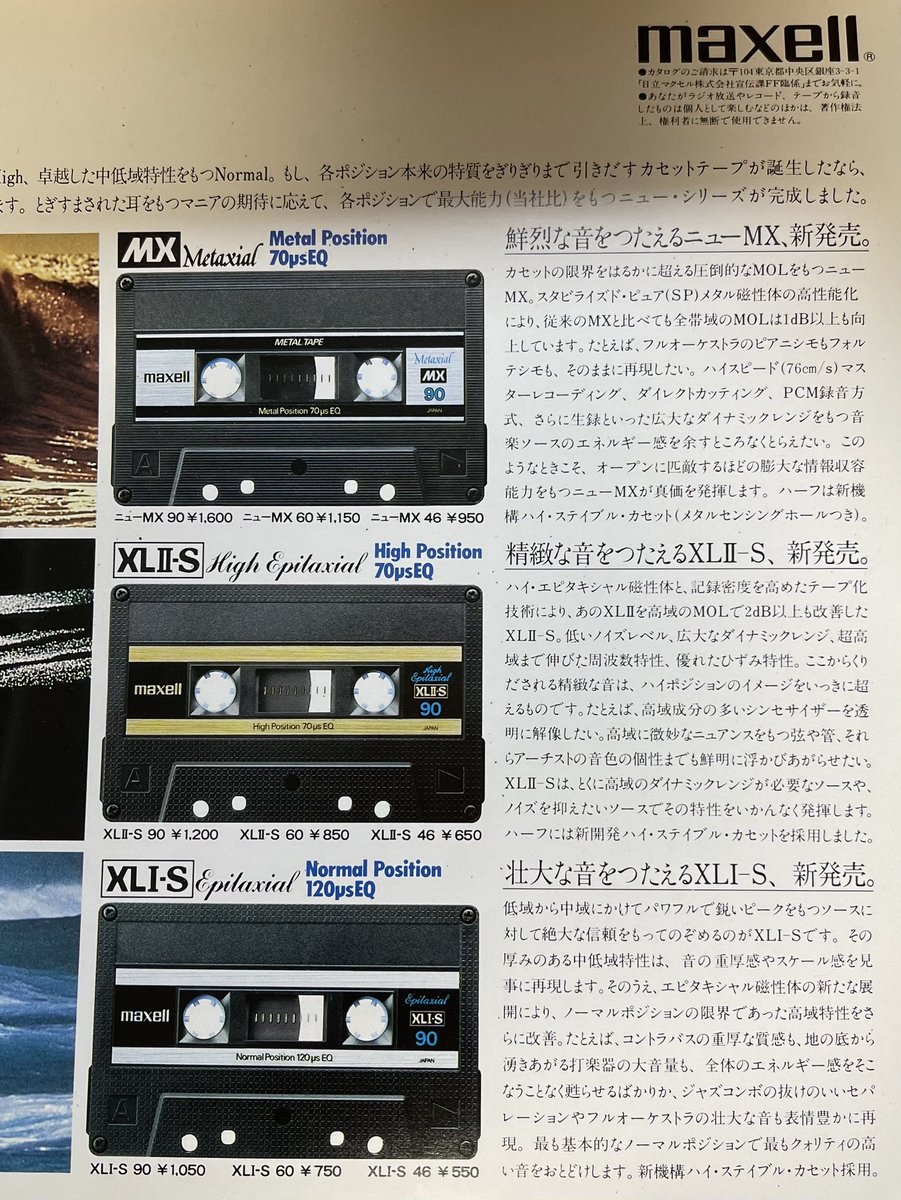 maxell®
●カタログのご請求は〒104東京都中央区銀座3-3-1
「日立マクセル株式会社宣伝課FF臨係」までお気軽に。
●あなたがラジオ放送やレコード、テープから録音
したものは個人として楽しむなどのほかは、著作権法
上、権利者に無断で使用できません。
High、卓越した中低域特性をもつNormal。もし、各ポジション本来の特質をぎりぎりまで引きだすカセットテープが誕生したなら、
ます。とぎすまされた耳をもつマニアの期待に応えて、各ポジションで最大能力(当社比)をもつニュー・シリーズが完成しました。
MX Metaxial Metal Position
70μsEQ
METAL TAPE
maxell
Metaxial
MX
90
Metal Position 70μs EQ
JAPAN
A
ニューMX 90 ¥1,600 ニューMX 60 ¥1,150 ニューMX 46 ¥950
鮮烈な音をつたえるニューMX、新発売。
カセットの限界をはるかに超える圧倒的なMOLをもつニュー
MX。スタビライズド・ピュア(SP)メタル磁性体の高性能化
により、従来のMXと比べても全帯域のMOLは1dB以上も向
上しています。たとえば、フルオーケストラのピアニシモもフォル
テシモも、そのままに再現したい。ハイスピード(76cm/s)マス
ターレコーディング、ダイレクトカッティング、PCM録音方
式、さらに生録といった広大なダイナミックレンジをもつ音
楽ソースのエネルギー感を余すところなくとらえたい。この
ようなときこそ、オープンに匹敵するほどの膨大な情報収容
能力をもつニューMXが真価を発揮します。ハーフは新機
構ハイ・ステイブル・カセット(メタルセンシングホールつき)。
XLII-S High Epitaxial High Position
70μsEQ
maxell
High
Epitaxial
XLII-S
90
High Position 70μs EQ
JAPAN
A
XLII-S 90 ¥1,200 XLII-S 60 ¥850 XLII-S 46 ¥650
精緻な音をつたえるXLII-S、新発売。
ハイ・エピタキシャル磁性体と、記録密度を高めたテープ化
技術により、あのXLIIを高域のMOLで2dB以上も改善した
XLII-S。低いノイズレベル、広大なダイナミックレンジ、超高
域まで伸びた周波数特性、優れたひずみ特性。ここからくり
だされる精緻な音は、ハイポジションのイメージをいっきに超
えるものです。たとえば、高域成分の多いシンセサイザーを透
明に解像したい。高域に微妙なニュアンスをもつ弦や管、それ
らアーチストの音色の個性までも鮮明に浮かびあがらせたい。
XLII-Sは、とくに高域のダイナミックレンジが必要なソースや、
ノイズを抑えたいソースでその特性をいかんなく発揮します。
ハーフには新開発ハイ・ステイブル・カセットを採用しました。
XLI-S Epitaxial Normal Position
120μsEQ
maxell
Epitaxial
XLI-S
90
Normal Position 120μs EQ
JAPAN
A
XLI-S 90 ¥1,050 XLI-S 60 ¥750 XLI-S 46 ¥550
壮大な音をつたえるXLI-S、新発売。
低域から中域にかけてパワフルで鋭いピークをもつソースに
対して絶大な信頼をもってのぞめるのがXLI-Sです。その
厚みのある中低域特性は、音の重厚感やスケール感を見
事に再現します。そのうえ、エピタキシャル磁性体の新たな展
開により、ノーマルポジションの限界であった高域特性をさ
らに改善。たとえば、コントラバスの重厚な質感も、地の底から
湧きあがる打楽器の大音量も、全体のエネルギー感をそこ
なうことなく甦らせるばかりか、ジャズコンボの抜けのいいセパ
レーションやフルオーケストラの壮大な音も表情豊かに再
現。最も基本的なノーマルポジションで最もクォリティの高
い音をおとどけします。新機構ハイ・ステイブル・カセット採用。